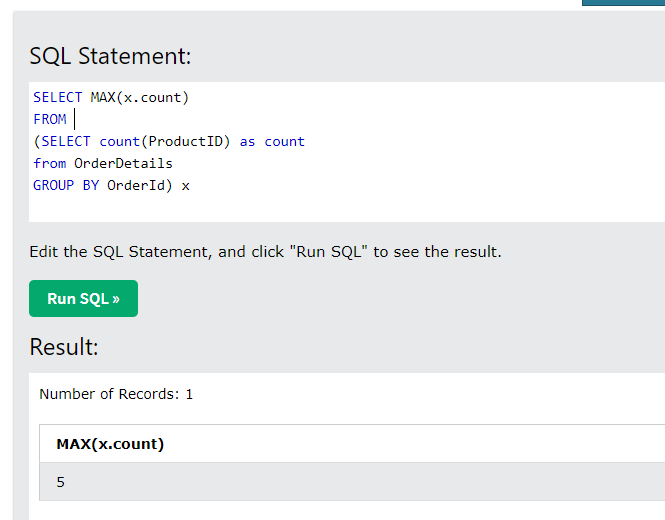 SQL Statement:
SELECT MAX(x.count)
FROM
(SELECT count(ProductID) as count
from OrderDetails
GROUP BY OrderId) x
Edit the SQL Statement, and click "Run SQL" to see the result.
Run SQL »
Result:
Number of Records: 1
MAX(x.count)
5